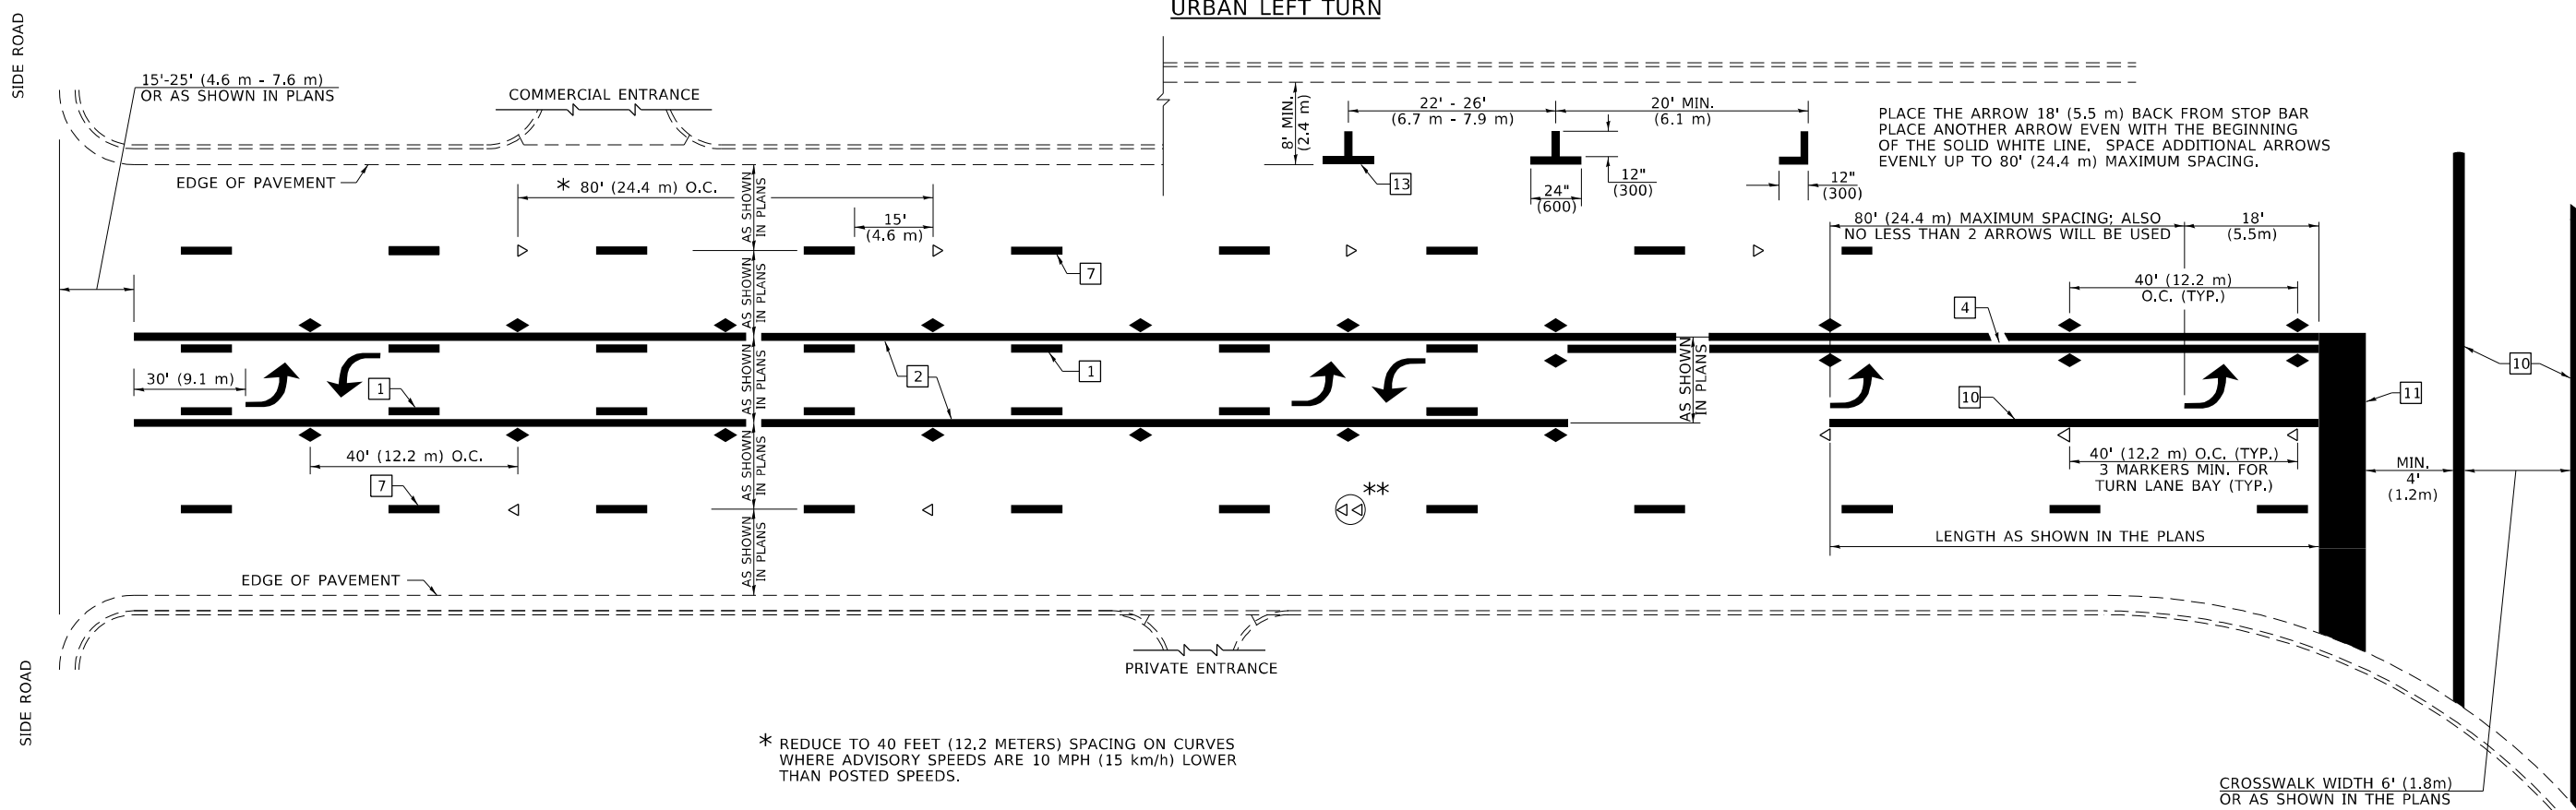 URBAN LEFT TURN
SIDE ROAD
15'-25' (4.6 m - 7.6 m)
OR AS SHOWN IN PLANS
COMMERCIAL ENTRANCE
EDGE OF PAVEMENT
* 80' (24.4 m) O.C.
15'
(4.6 m)
AS SHOWN
IN PLANS
8' MIN.
(2.4 m)
22' - 26'
(6.7 m - 7.9 m)
20' MIN.
(6.1 m)
13
24"
(600)
12"
(300)
12"
(300)
PLACE THE ARROW 18' (5.5 m) BACK FROM STOP BAR
PLACE ANOTHER ARROW EVEN WITH THE BEGINNING
OF THE SOLID WHITE LINE. SPACE ADDITIONAL ARROWS
EVENLY UP TO 80' (24.4 m) MAXIMUM SPACING.
80' (24.4 m) MAXIMUM SPACING; ALSO
NO LESS THAN 2 ARROWS WILL BE USED
18'
(5.5m)
7
AS SHOWN
IN PLANS
40' (12.2 m)
O.C. (TYP.)
4
30' (9.1 m)
1
AS SHOWN
IN PLANS
2
1
AS SHOWN
IN PLANS
10
11
10
40' (12.2 m) O.C.
7
AS SHOWN
IN PLANS
**
40' (12.2 m) O.C. (TYP.)
3 MARKERS MIN. FOR
TURN LANE BAY (TYP.)
MIN.
4'
(1.2m)
LENGTH AS SHOWN IN THE PLANS
AS SHOWN
IN PLANS
EDGE OF PAVEMENT
PRIVATE ENTRANCE
SIDE ROAD
* REDUCE TO 40 FEET (12.2 METERS) SPACING ON CURVES
WHERE ADVISORY SPEEDS ARE 10 MPH (15 km/h) LOWER
THAN POSTED SPEEDS.
CROSSWALK WIDTH 6' (1.8m)
OR AS SHOWN IN THE PLANS